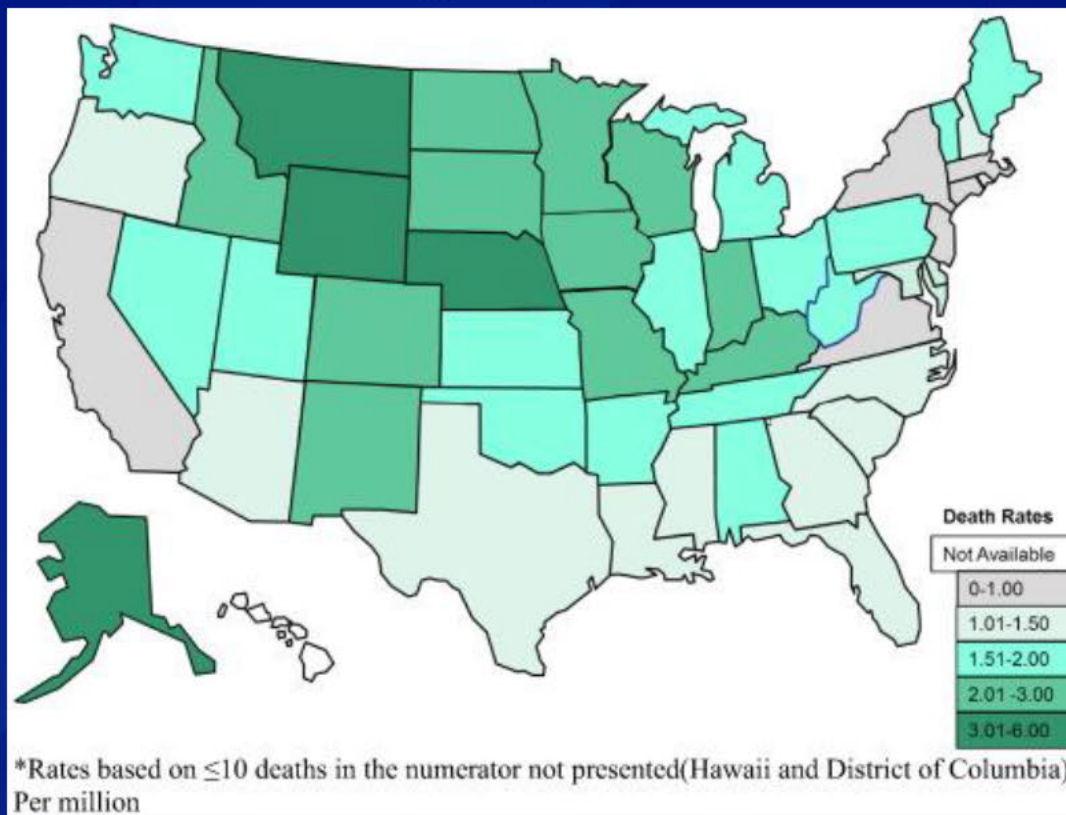 Death Rates
Not Available
0-1.00
1.01-1.50
1.51-2.00
2.01 -3.00
3.01-6.00
*Rates based on ≤10 deaths in the numerator not presented(Hawaii and District of Columbia)
Per million